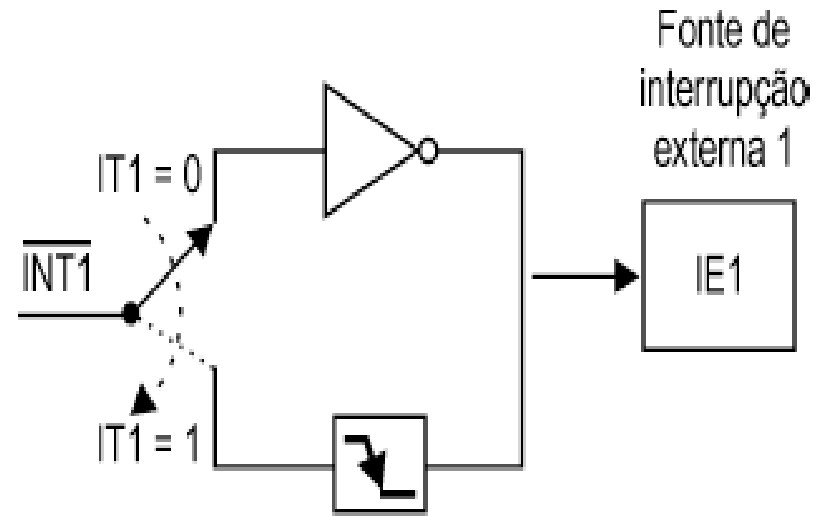 Fonte de
interrupção
externa 1
IT1 = 0
INT1
IE1
IT1 = 1